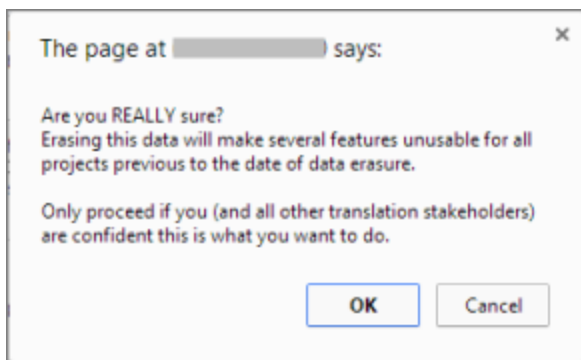 The page at says:
Are you REALLY sure?
Erasing this data will make several features unusable for all
projects previous to the date of data erasure.
Only proceed if you (and all other translation stakeholders)
are confident this is what you want to do.
OK Cancel